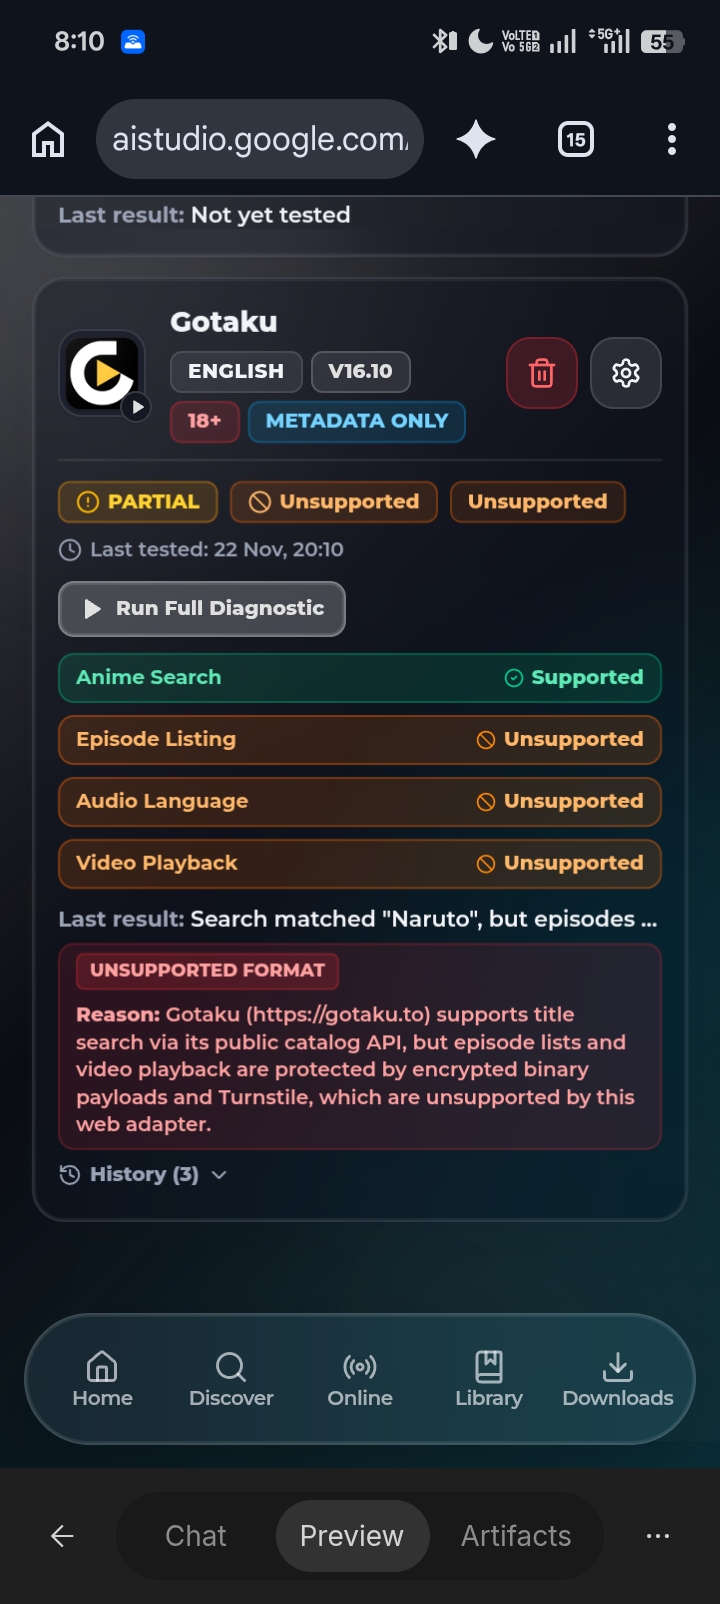 8:10
VoLTE1
Vo 5G2
5G+
55
aistudio.google.com/
15
Last result: Not yet tested
Gotaku
ENGLISH
V16.10
18+
METADATA ONLY
PARTIAL
Unsupported
Unsupported
Last tested: 22 Nov, 20:10
Run Full Diagnostic
Anime Search
Supported
Episode Listing
Unsupported
Audio Language
Unsupported
Video Playback
Unsupported
Last result: Search matched "Naruto", but episodes ...
UNSUPPORTED FORMAT
Reason: Gotaku (https://gotaku.to) supports title
search via its public catalog API, but episode lists and
video playback are protected by encrypted binary
payloads and Turnstile, which are unsupported by this
web adapter.
History (3)
Home
Discover
Online
Library
Downloads
Chat
Preview
Artifacts